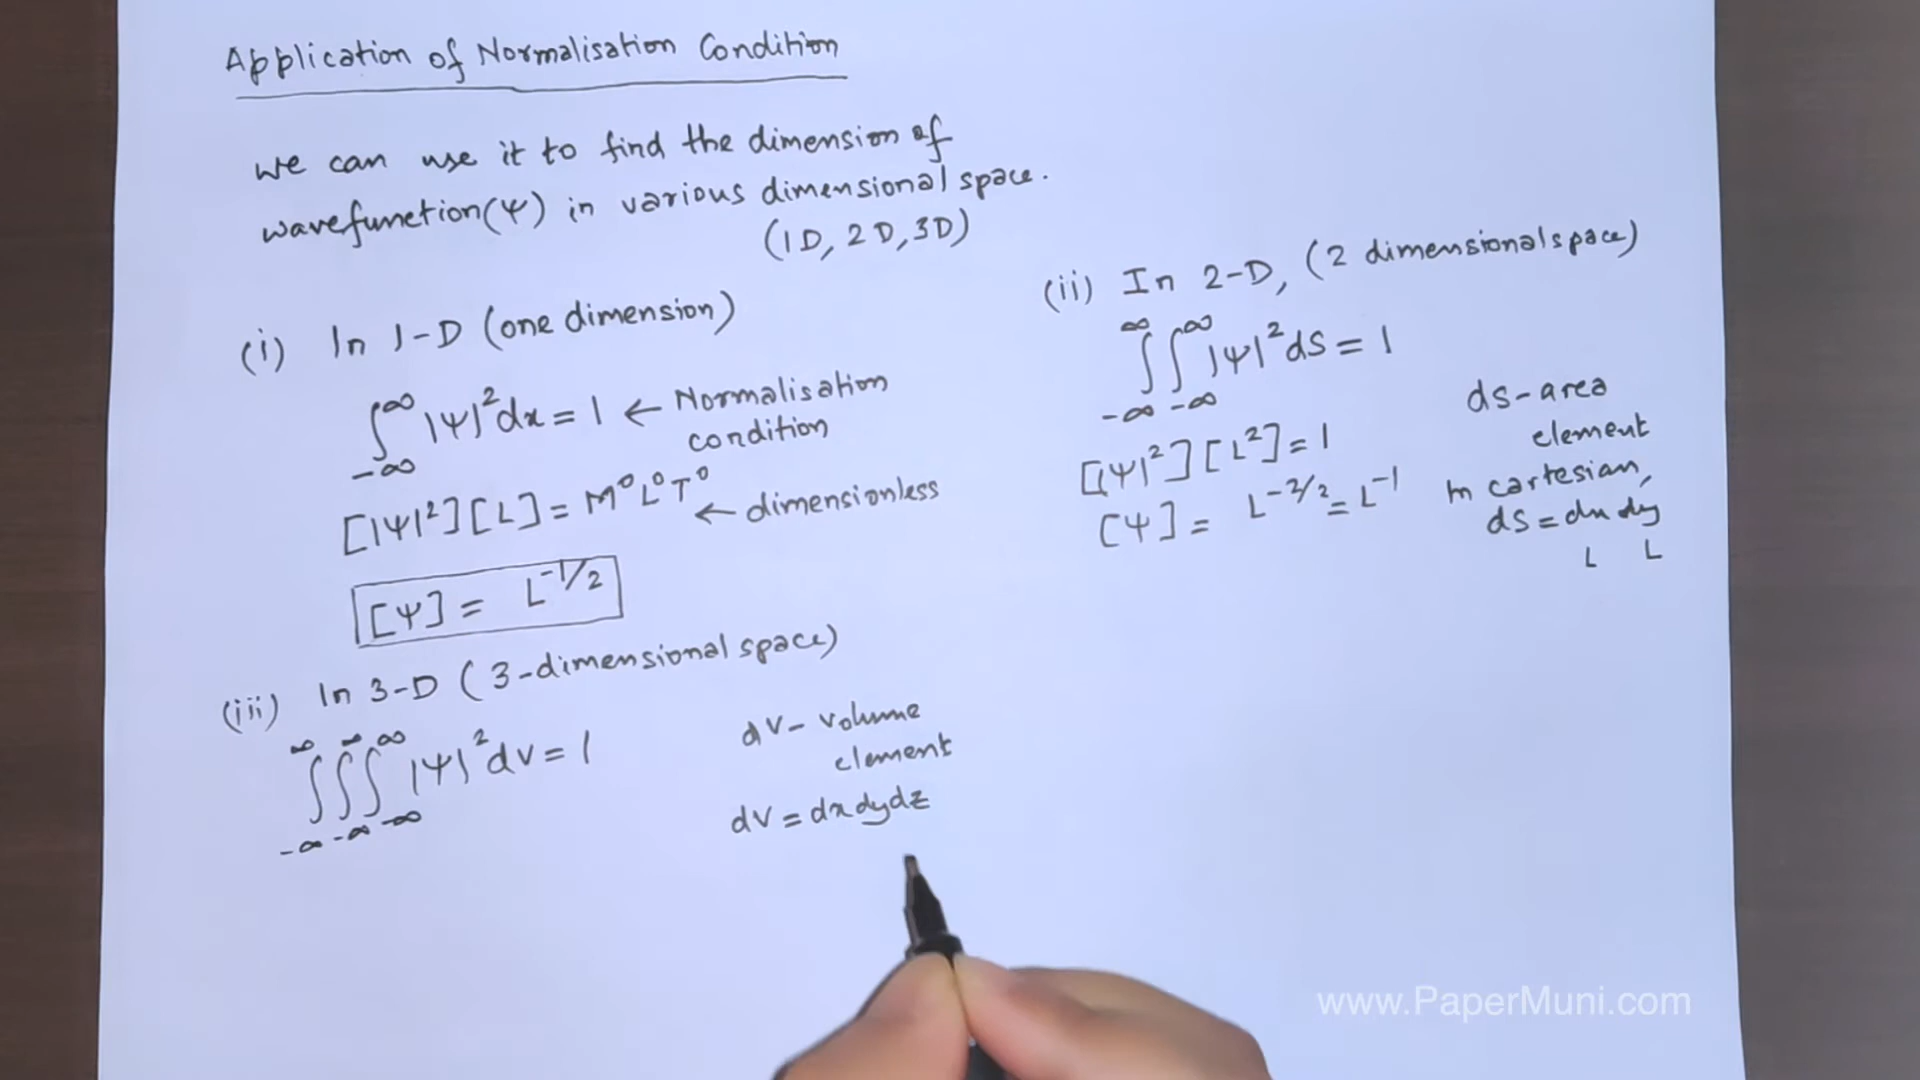 Application of Normalisation Condition
We can use it to find the dimension of
wavefunction(Ψ) in various dimensional space.
(1D, 2D, 3D)
(i) In 1-D (one dimension)
∫_{-∞}^{∞} |Ψ|² dx = 1 ← Normalisation
condition
[|Ψ|²][L] = M⁰L⁰T⁰ ← dimensionless
[Ψ] = L^{-1/2}
(ii) In 2-D, (2 dimensional space)
∫_{-∞}^{∞} ∫_{-∞}^{∞} |Ψ|² dS = 1
ds - area
element
[|Ψ|²][L²] = 1
In cartesian,
[Ψ] = L^{-2/2} = L^{-1}
dS = dx dy
L L
(iii) In 3-D (3-dimensional space)
∫_{-∞}^{∞} ∫_{-∞}^{∞} ∫_{-∞}^{∞} |Ψ|² dV = 1
dV - volume
element
dV = dx dy dz
www.PaperMuni.com